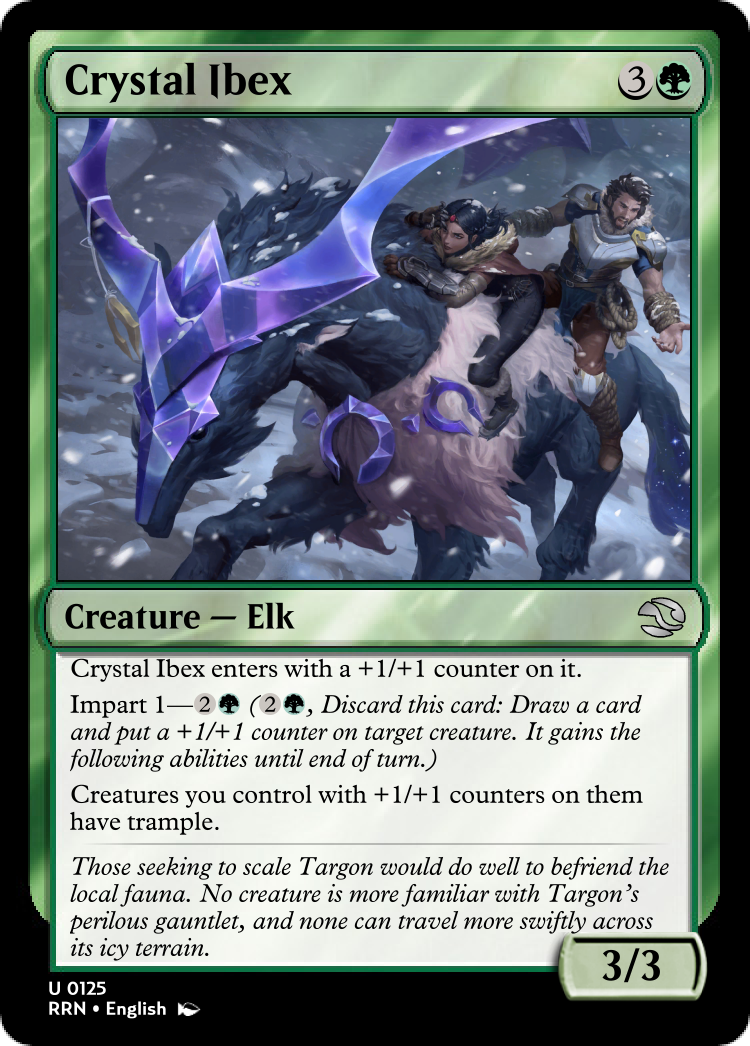 Crystal Ibex
3
Creature — Elk
Crystal Ibex enters with a +1/+1 counter on it.
Impart 1—2 (2, Discard this card: Draw a card
and put a +1/+1 counter on target creature. It gains the
following abilities until end of turn.)
Creatures you control with +1/+1 counters on them
have trample.
Those seeking to scale Targon would do well to befriend the
local fauna. No creature is more familiar with Targon's
perilous gauntlet, and none can travel more swiftly across
its icy terrain.
3/3
U 0125
RRN • English